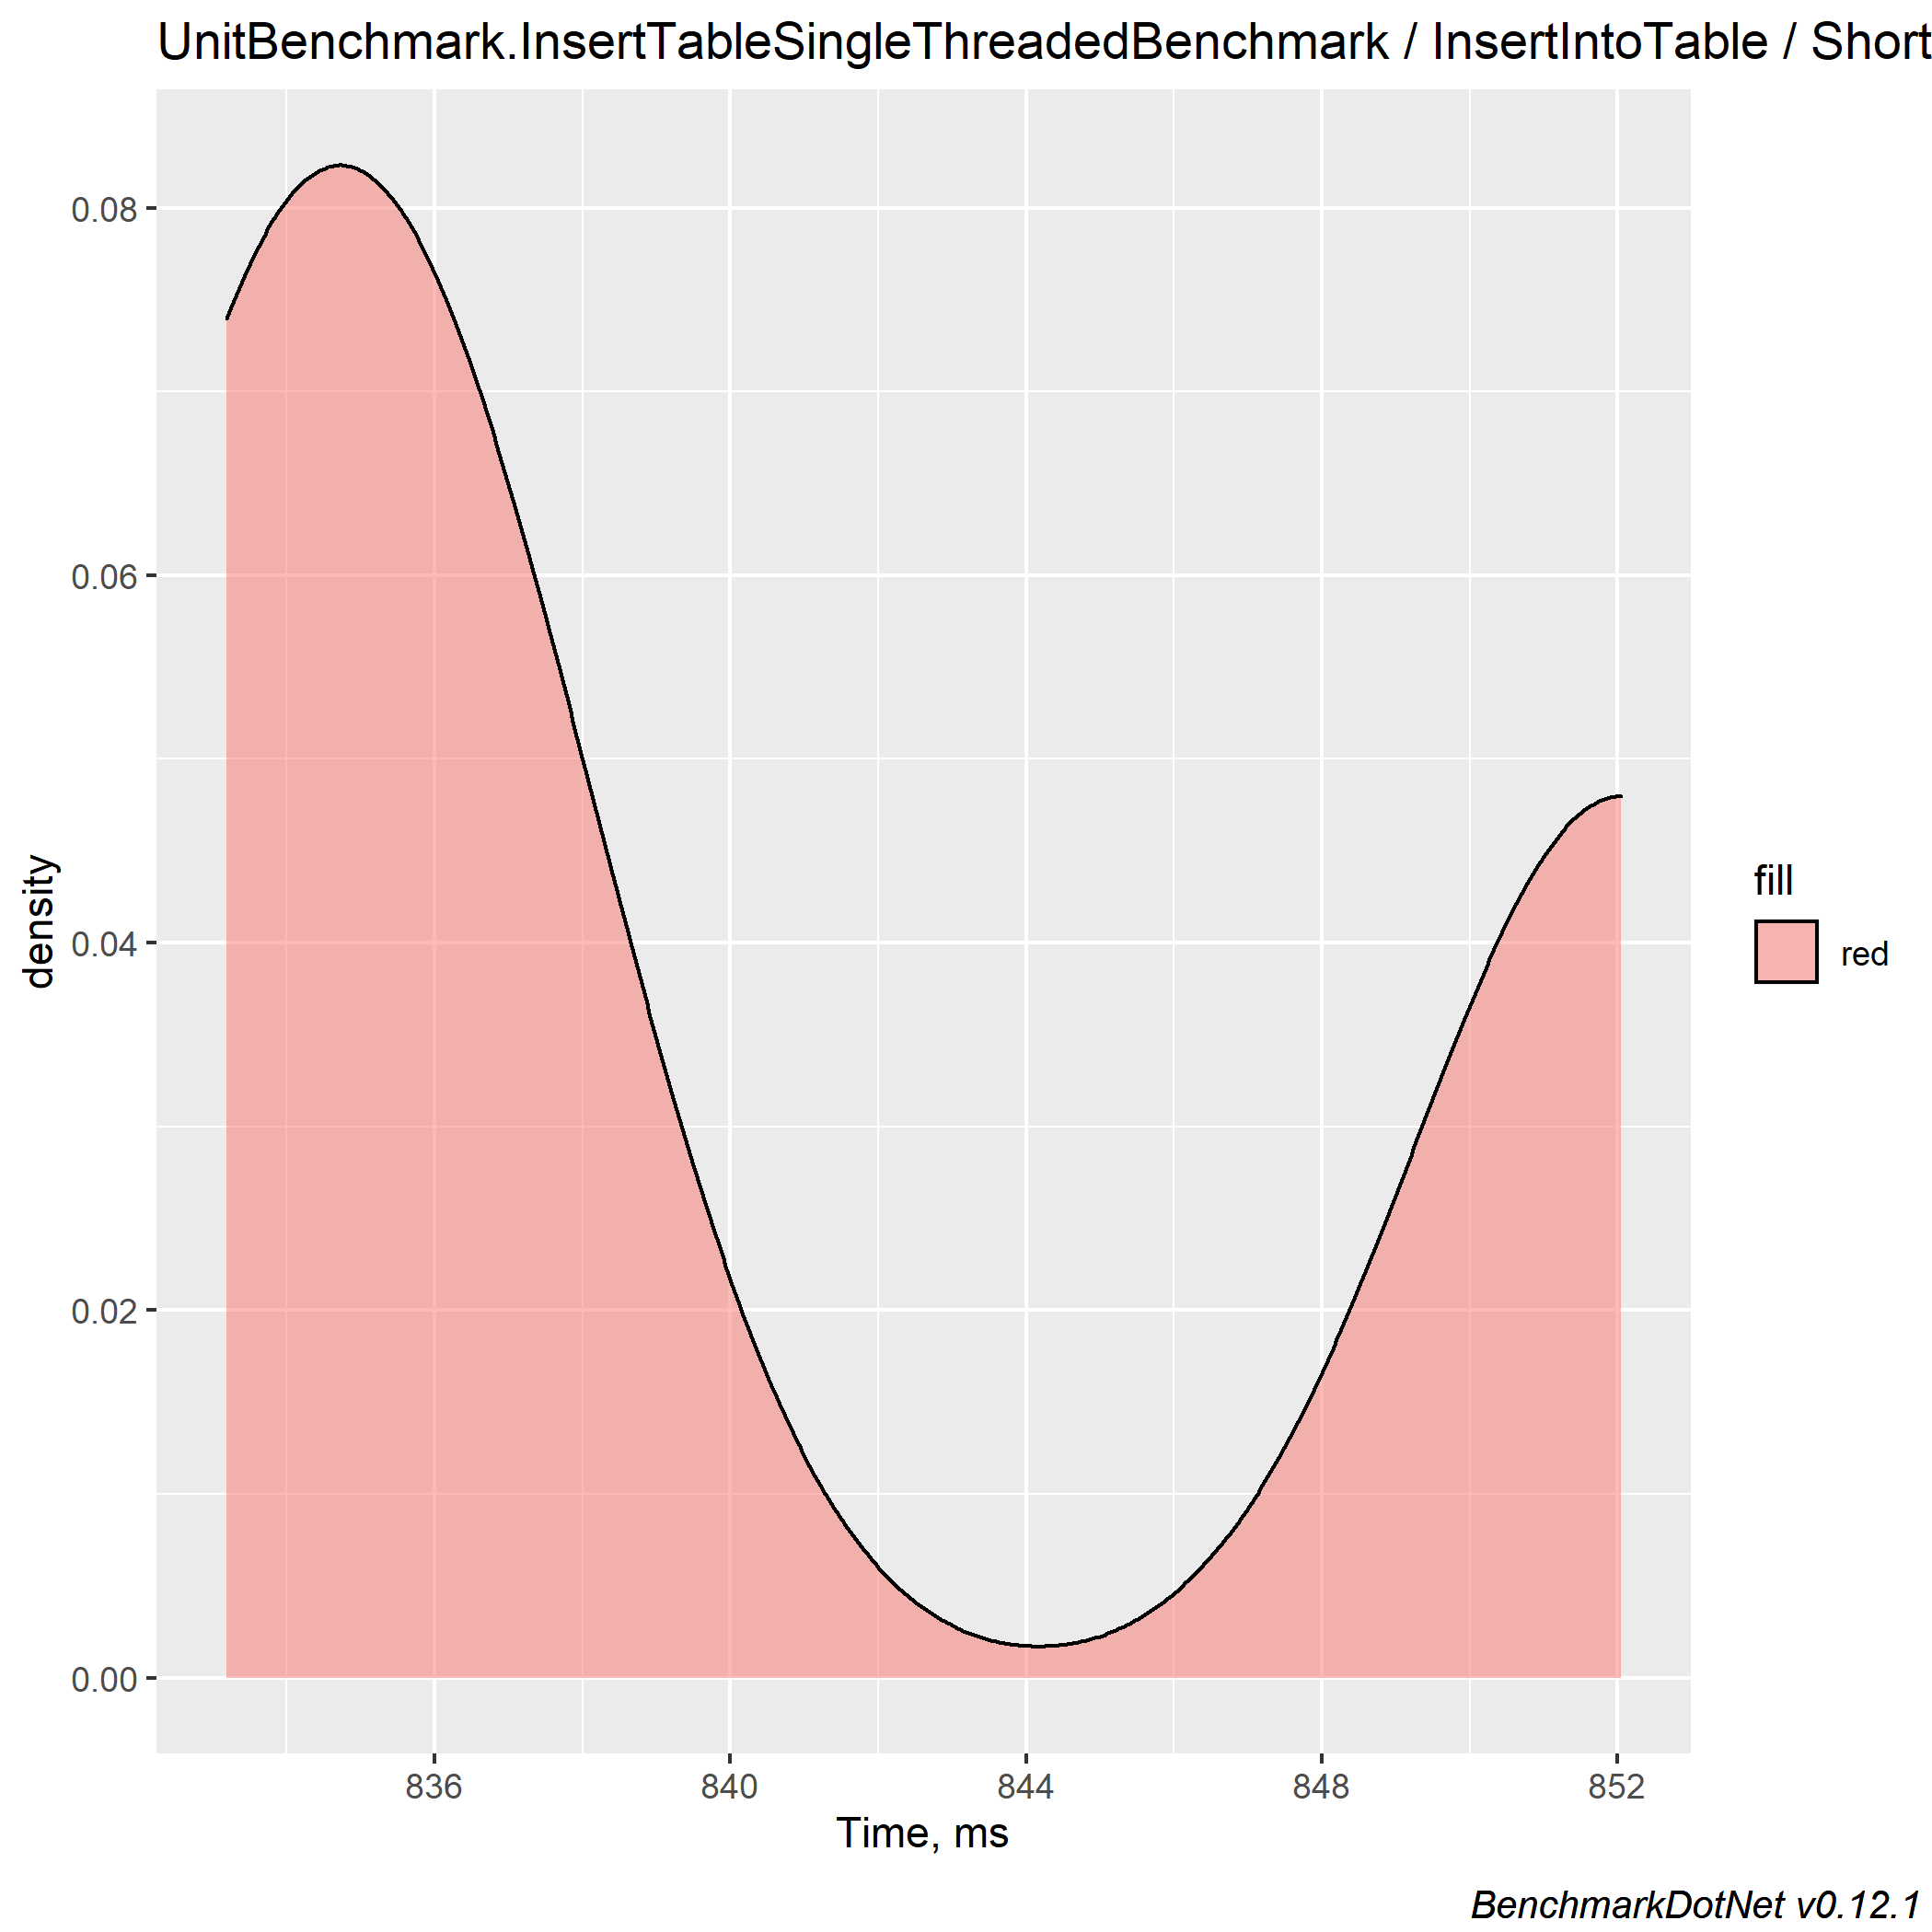 UnitBenchmark.InsertTableSingleThreadedBenchmark / InsertIntoTable / Short
0.08
0.06
0.04
0.02
0.00
density
836 840 844 848 852
Time, ms
fill
red
BenchmarkDotNet v0.12.1